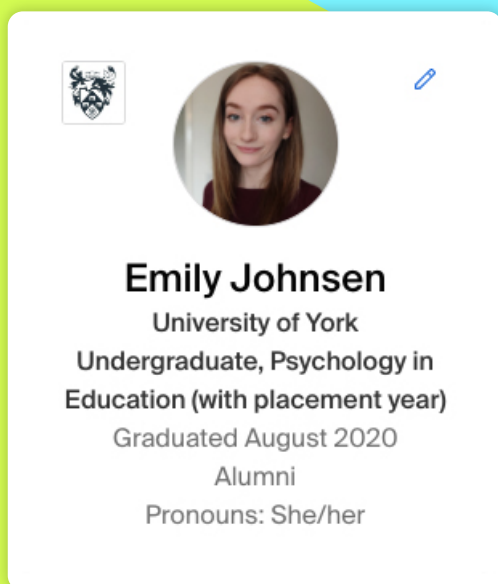 Emily Johnsen
University of York
Undergraduate, Psychology in
Education (with placement year)
Graduated August 2020
Alumni
Pronouns: She/her